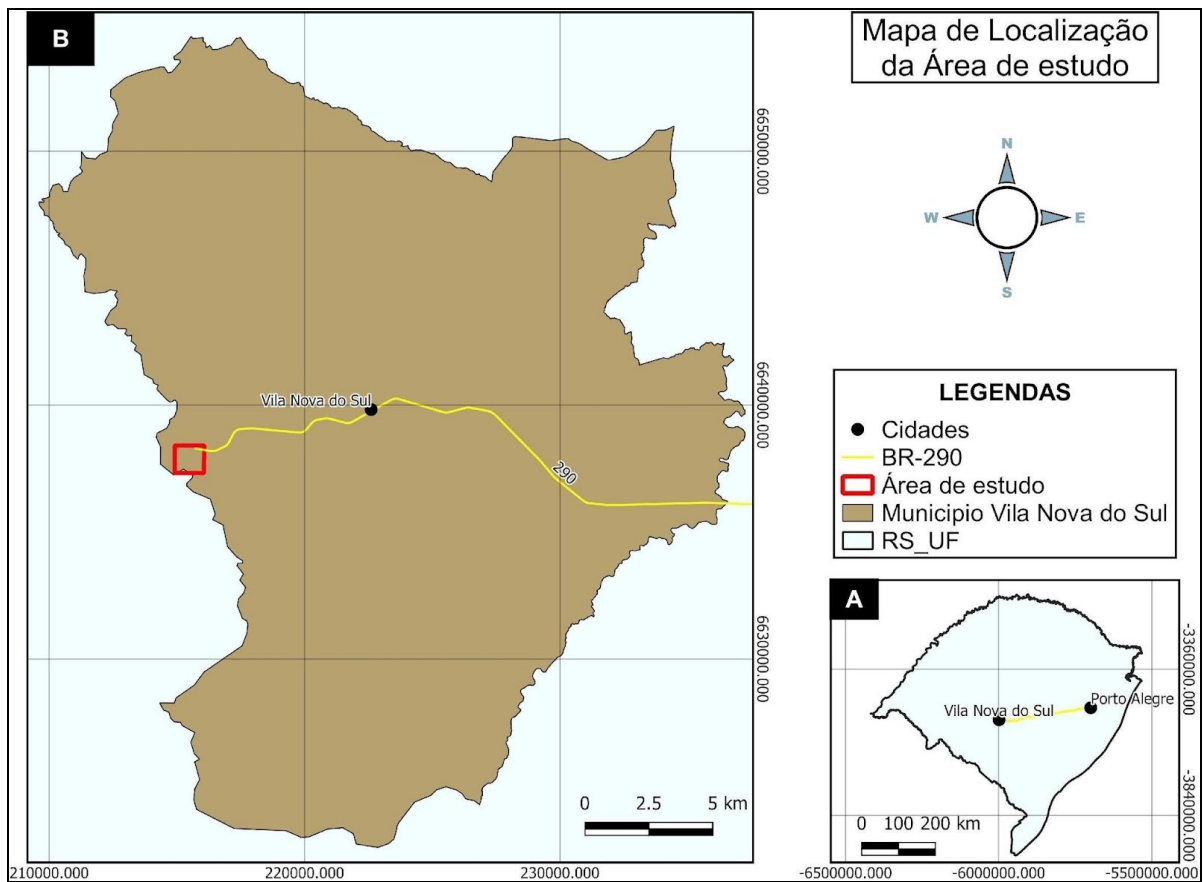 B
Mapa de Localização
da Área de estudo
N
W
E
S
6650000.000
6640000.000
6630000.000
Vila Nova do Sul
290
0 2.5 5 km
210000.000 220000.000 230000.000
LEGENDAS
Cidades
BR-290
Área de estudo
Municipio Vila Nova do Sul
RS_UF
A
Vila Nova do Sul
Porto Alegre
0 100 200 km
-3360000.000
-3840000.000
-6500000.000 -6000000.000 -5500000.000